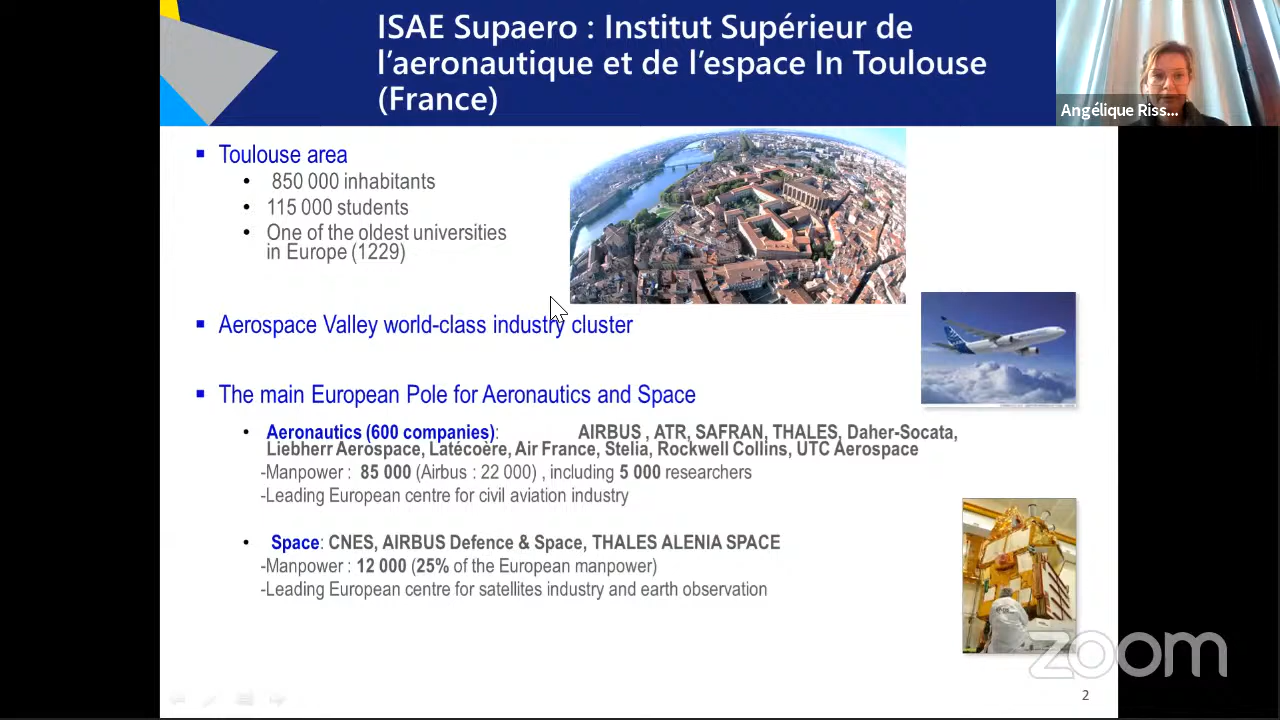 ISAE Supaero : Institut Supérieur de
l'aeronautique et de l'espace In Toulouse
(France)
Angélique Riss...
Toulouse area
850 000 inhabitants
115 000 students
One of the oldest universities
in Europe (1229)
Aerospace Valley world-class industry cluster
The main European Pole for Aeronautics and Space
Aeronautics (600 companies): AIRBUS , ATR, SAFRAN, THALES, Daher-Socata,
Liebherr Aerospace, Latécoère, Air France, Stelia, Rockwell Collins, UTC Aerospace
-Manpower : 85 000 (Airbus : 22 000) , including 5 000 researchers
-Leading European centre for civil aviation industry
Space: CNES, AIRBUS Defence & Space, THALES ALENIA SPACE
-Manpower : 12 000 (25% of the European manpower)
-Leading European centre for satellites industry and earth observation
zoom
2